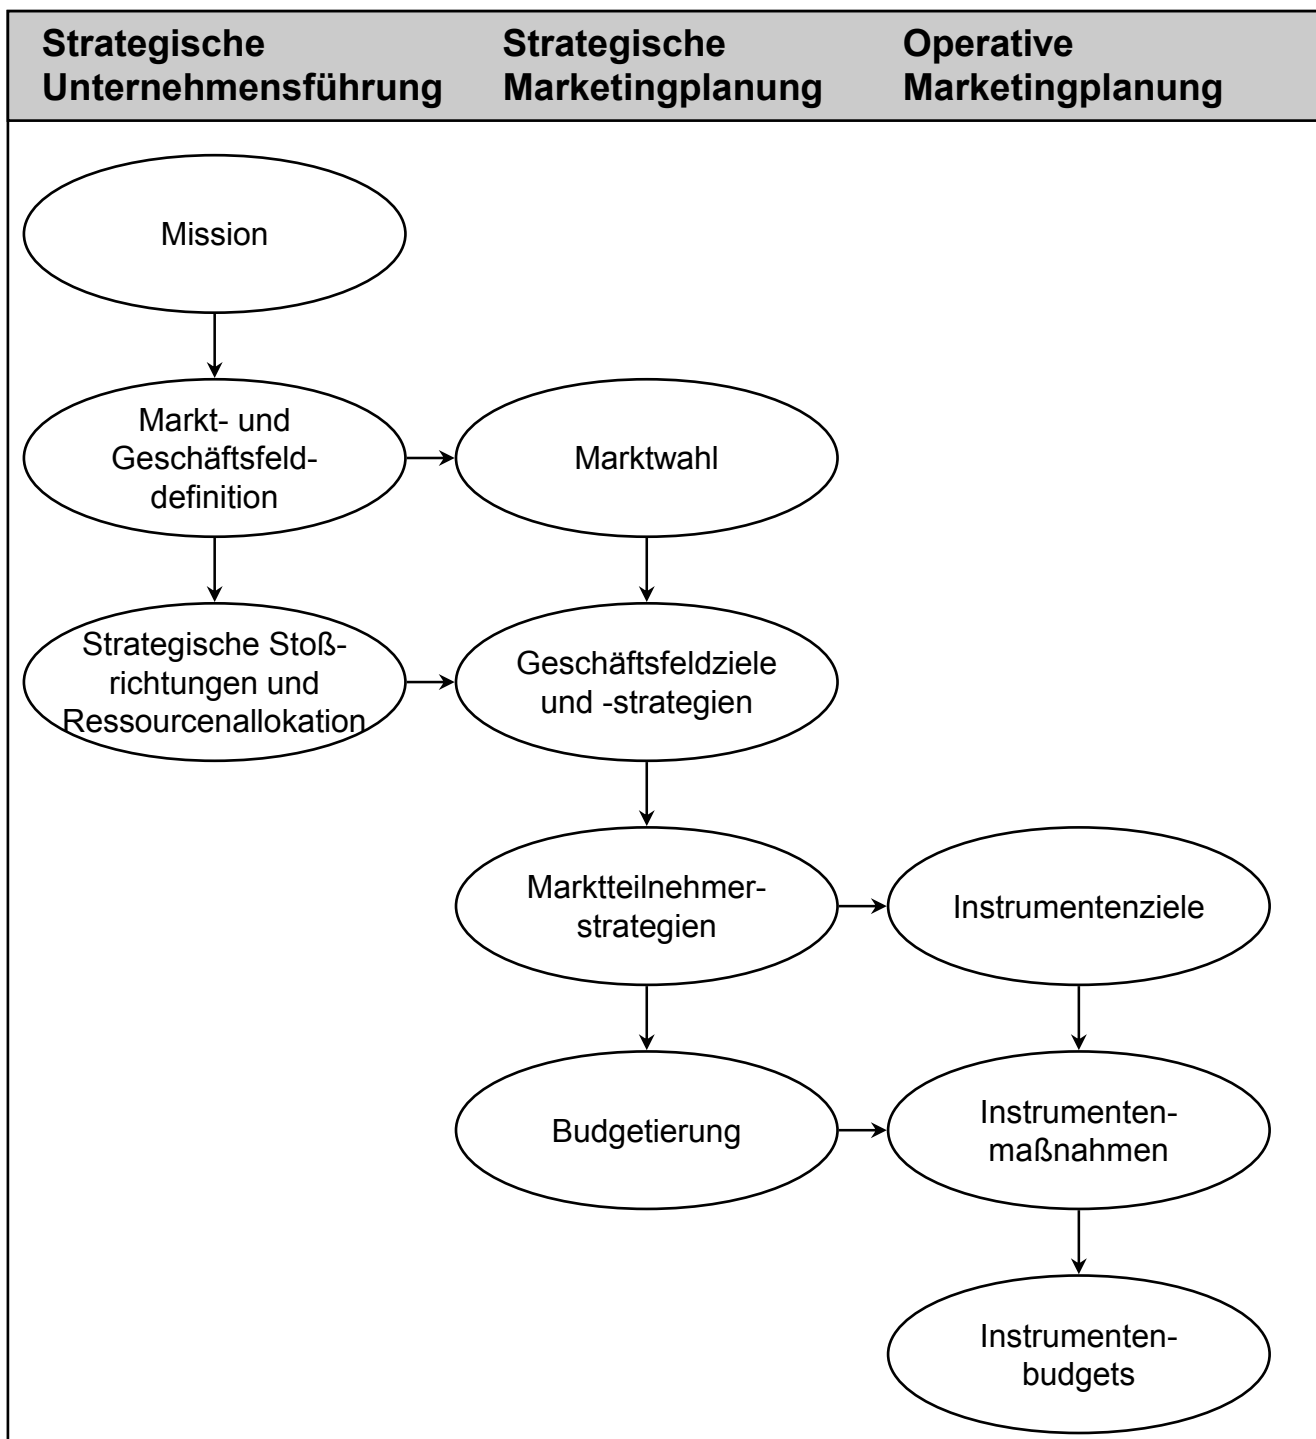 Strategische
Unternehmensführung
Strategische
Marketingplanung
Operative
Marketingplanung
Mission
Markt- und
Geschäftsfeld-
definition
Marktwahl
Strategische Stoß-
richtungen und
Ressourcenallokation
Geschäftsfeldziele
und -strategien
Marktteilnehmer-
strategien
Instrumentenziele
Budgetierung
Instrumenten-
maßnahmen
Instrumenten-
budgets